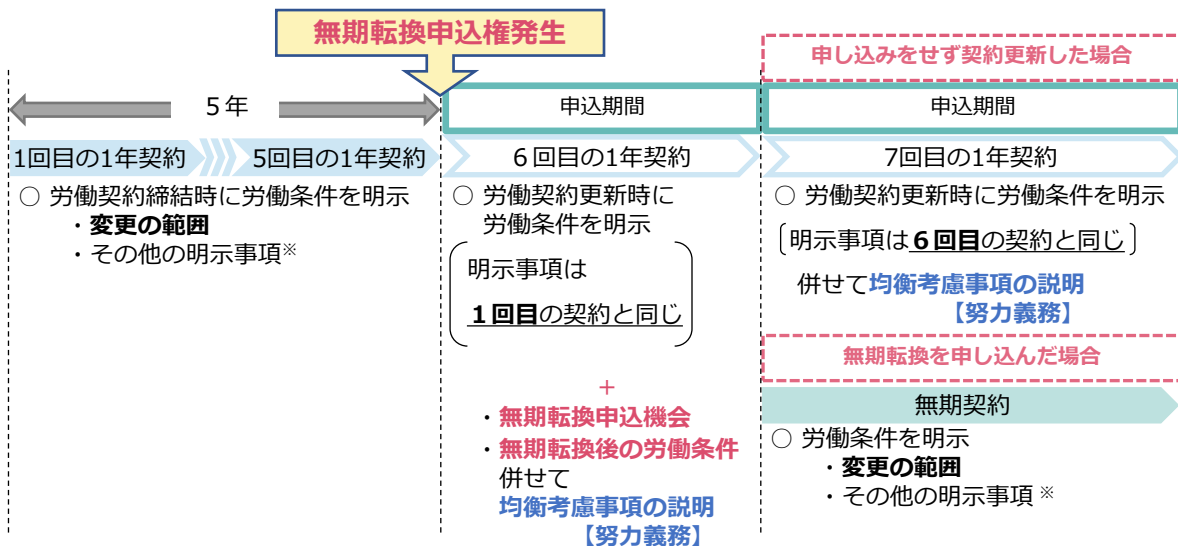 無期転換申込権発生
申し込みをせず契約更新した場合
5年
申込期間
申込期間
1回目の1年契約
5回目の1年契約
6回目の1年契約
7回目の1年契約
○ 労働契約締結時に労働条件を明示
・変更の範囲
・その他の明示事項※
○ 労働契約更新時に
労働条件を明示
明示事項は
1回目の契約と同じ
+
・無期転換申込機会
・無期転換後の労働条件
併せて
均衡考慮事項の説明
【努力義務】
○ 労働契約更新時に労働条件を明示
明示事項は6回目の契約と同じ
併せて均衡考慮事項の説明
【努力義務】
無期転換を申し込んだ場合
無期契約
○ 労働条件を明示
・変更の範囲
・その他の明示事項※